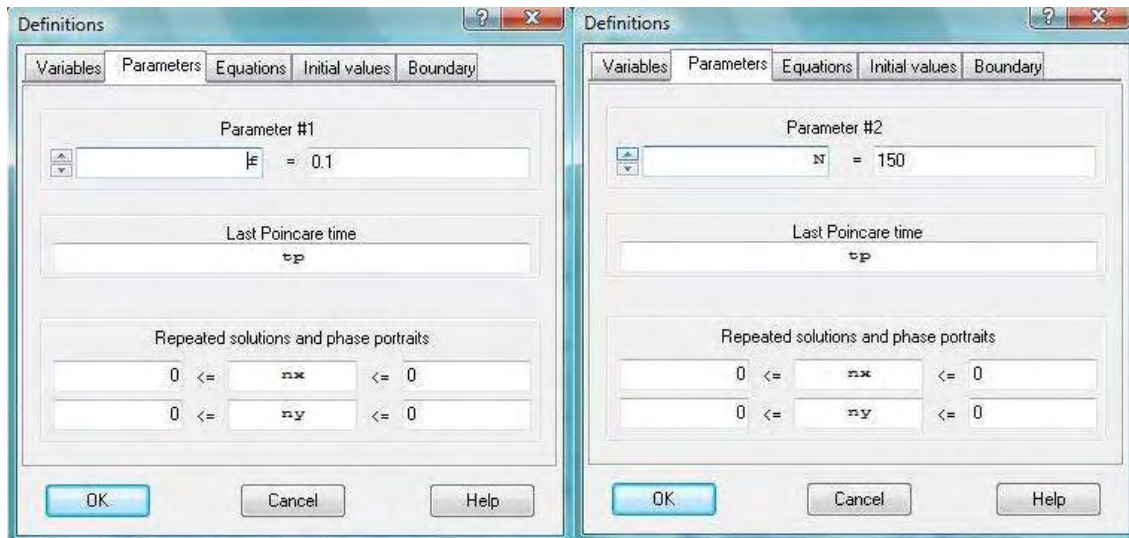 Definitions
Variables Parameters Equations Initial values Boundary
Parameter #1
= 0.1
Last Poincare time
tp
Repeated solutions and phase portraits
0 <= nx <= 0
0 <= ny <= 0
OK Cancel Help
Definitions
Variables Parameters Equations Initial values Boundary
Parameter #2
N = 150
Last Poincare time
tp
Repeated solutions and phase portraits
0 <= nx <= 0
0 <= ny <= 0
OK Cancel Help